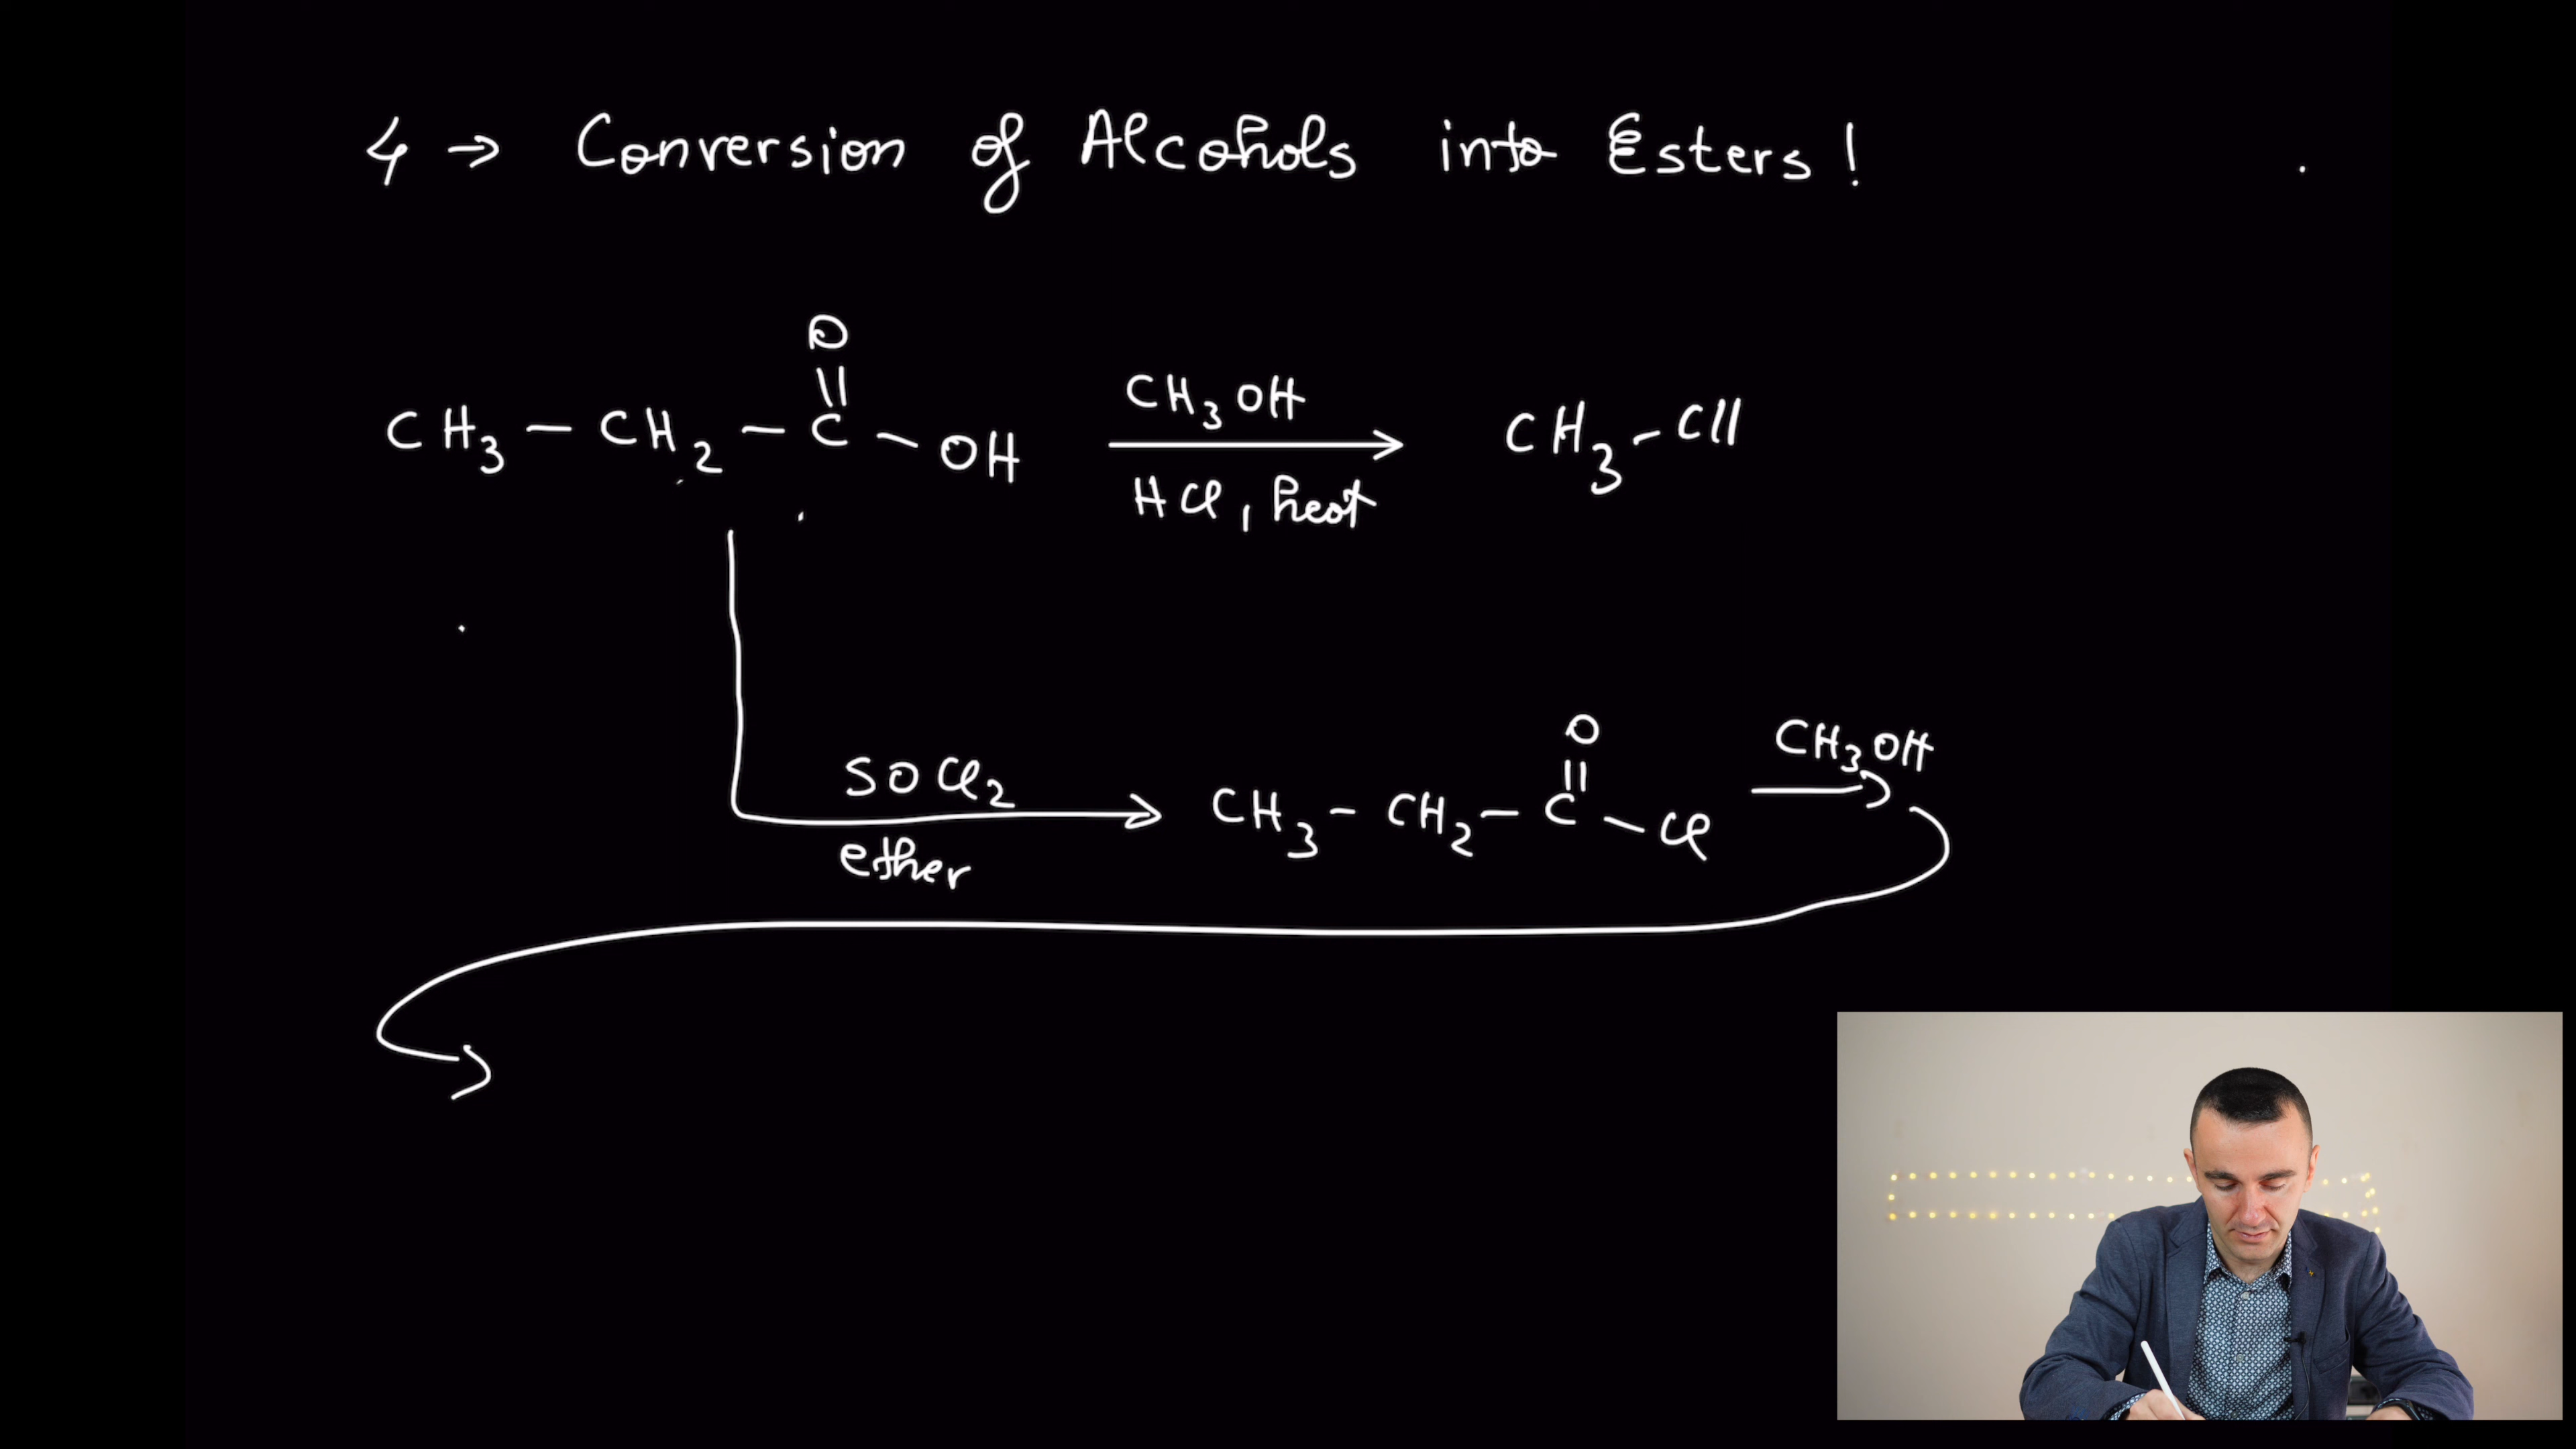 4 → Conversion of Alcohols into Esters!
O
||
CH3 - CH2 - C - OH
CH3OH
HCl, heat
CH3 - CH
SOCl2
ether
O
||
CH3 - CH2 - C - Cl
CH3OH